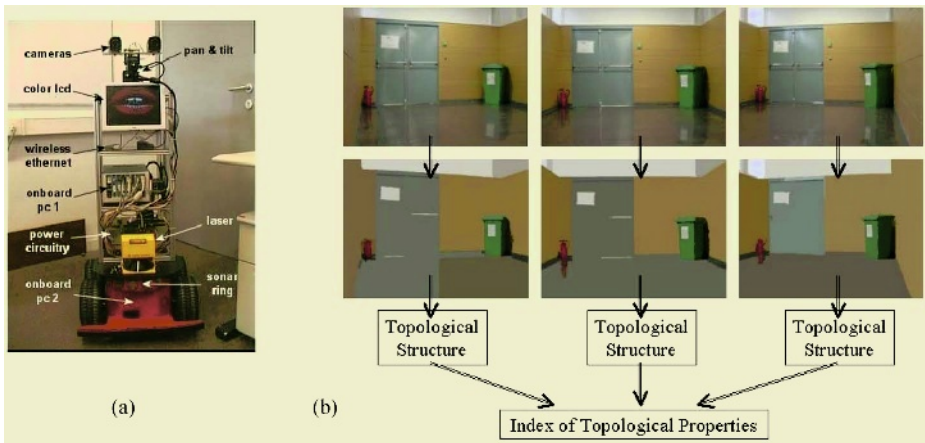 cameras
pan & tilt
color lcd
wireless
ethernet
onboard
pc 1
power
circuitry
laser
onboard
pc 2
sonar
ring
(a)
(b)
Topological
Structure
Topological
Structure
Topological
Structure
Index of Topological Properties